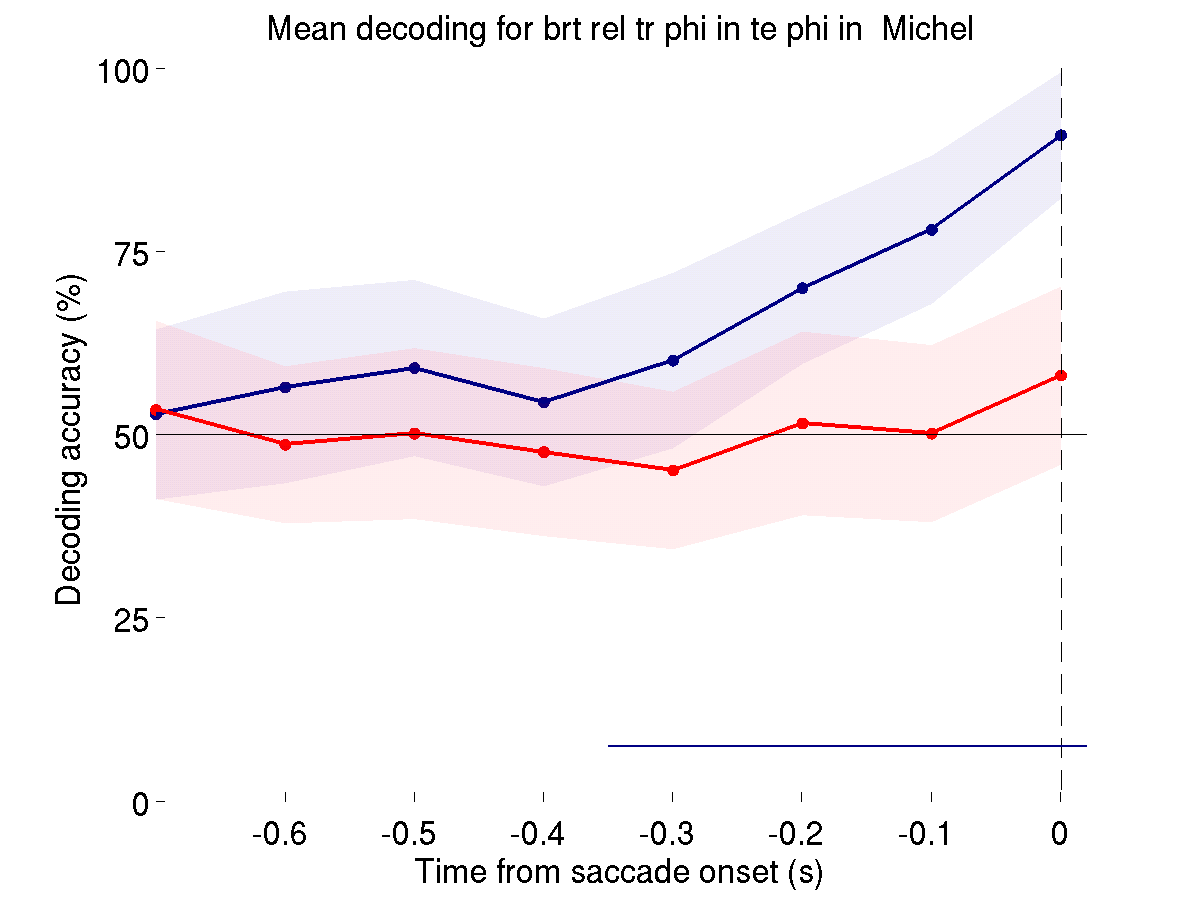 Mean decoding for brt rel tr phi in te phi in  Michel
100
75
50
25
0
Decoding accuracy (%)
-0.6 -0.5 -0.4 -0.3 -0.2 -0.1 0
Time from saccade onset (s)